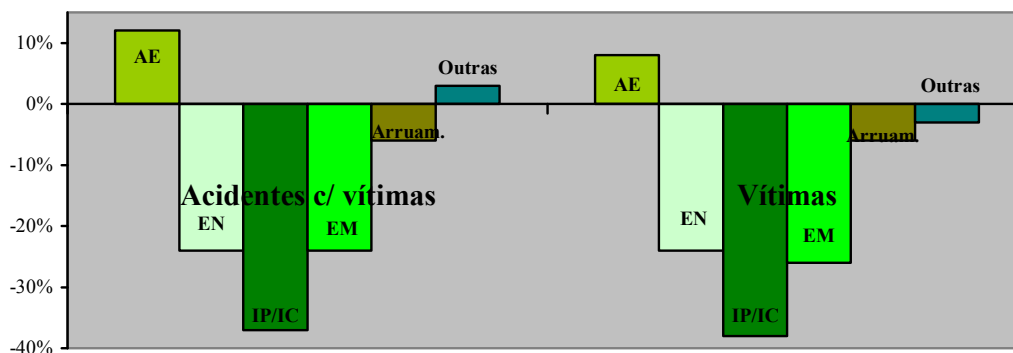 10%
0%
-10%
-20%
-30%
-40%
AE
EN
IP/IC
EM
Arruam.
Outras
Acidentes c/ vítimas
AE
EN
IP/IC
EM
Arruam.
Outras
Vítimas